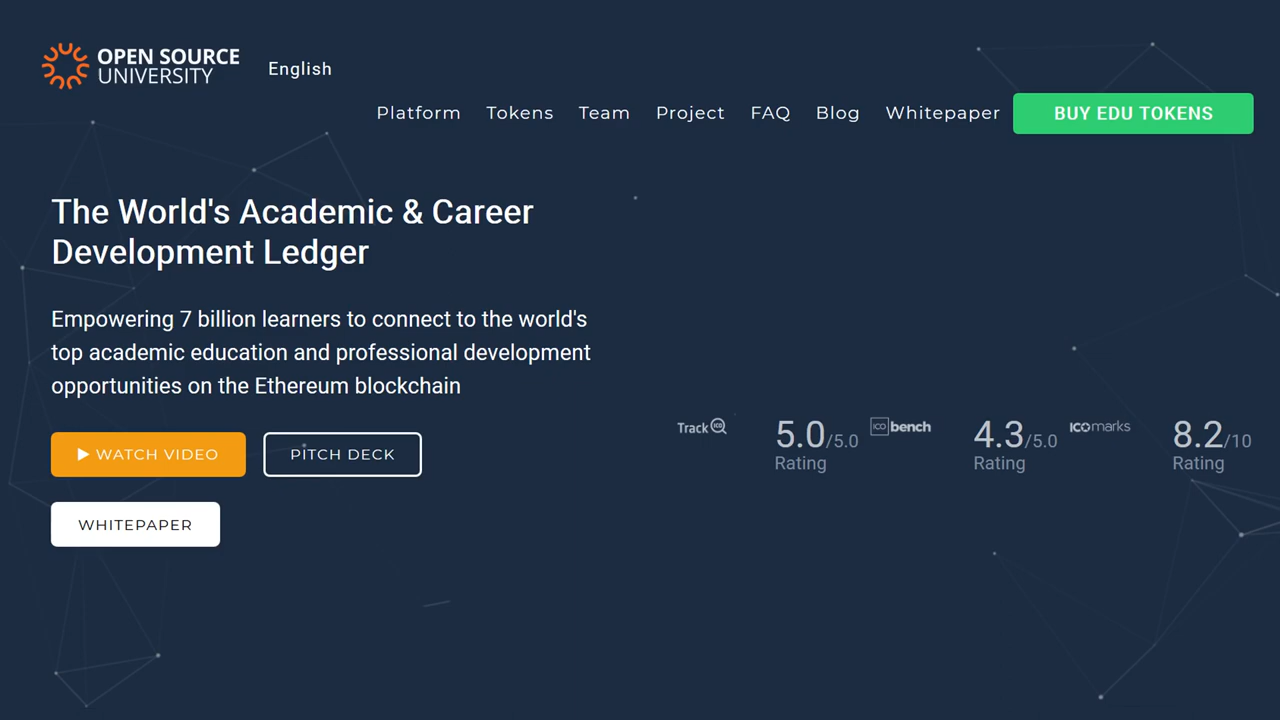 OPEN SOURCE
UNIVERSITY
English
Platform Tokens Team Project FAQ Blog Whitepaper BUY EDU TOKENS
The World's Academic & Career
Development Ledger
Empowering 7 billion learners to connect to the world's
top academic education and professional development
opportunities on the Ethereum blockchain
WATCH VIDEO PITCH DECK
WHITEPAPER
Track ICO 5.0/5.0 Rating
ICO bench 4.3/5.0 Rating
ICOmarks 8.2/10 Rating